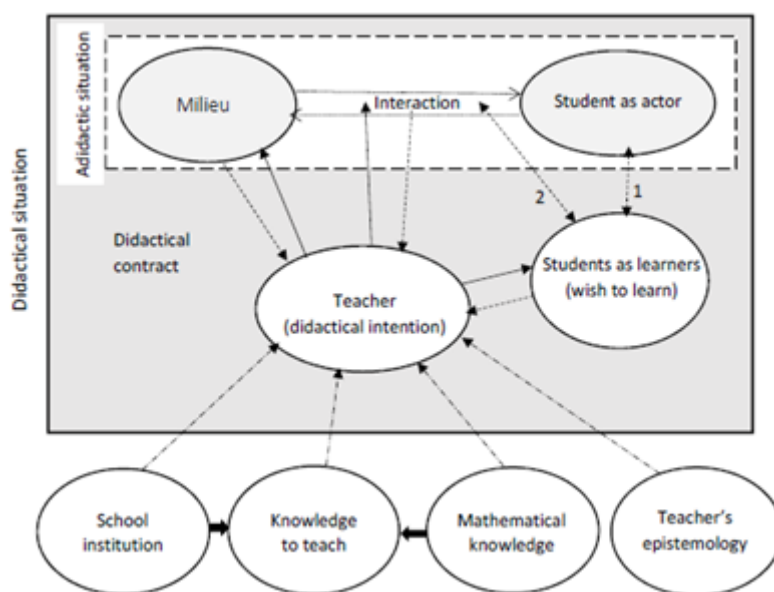 Didactical situation
Adidactic situation
Milieu
Interaction
Student as actor
2
1
Didactical
contract
Teacher
(didactical intention)
Students as learners
(wish to learn)
School
institution
Knowledge
to teach
Mathematical
knowledge
Teacher's
epistemology